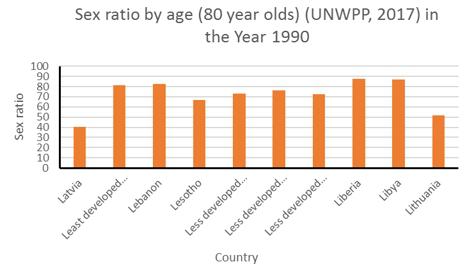 Sex ratio by age (80 year olds) (UNWPP, 2017) in
the Year 1990
100
90
80
70
60
50
40
30
20
10
0
Sex ratio
Latvia
Least developed...
Lebanon
Lesotho
Less developed...
Less developed...
Less developed...
Liberia
Libya
Lithuania
Country